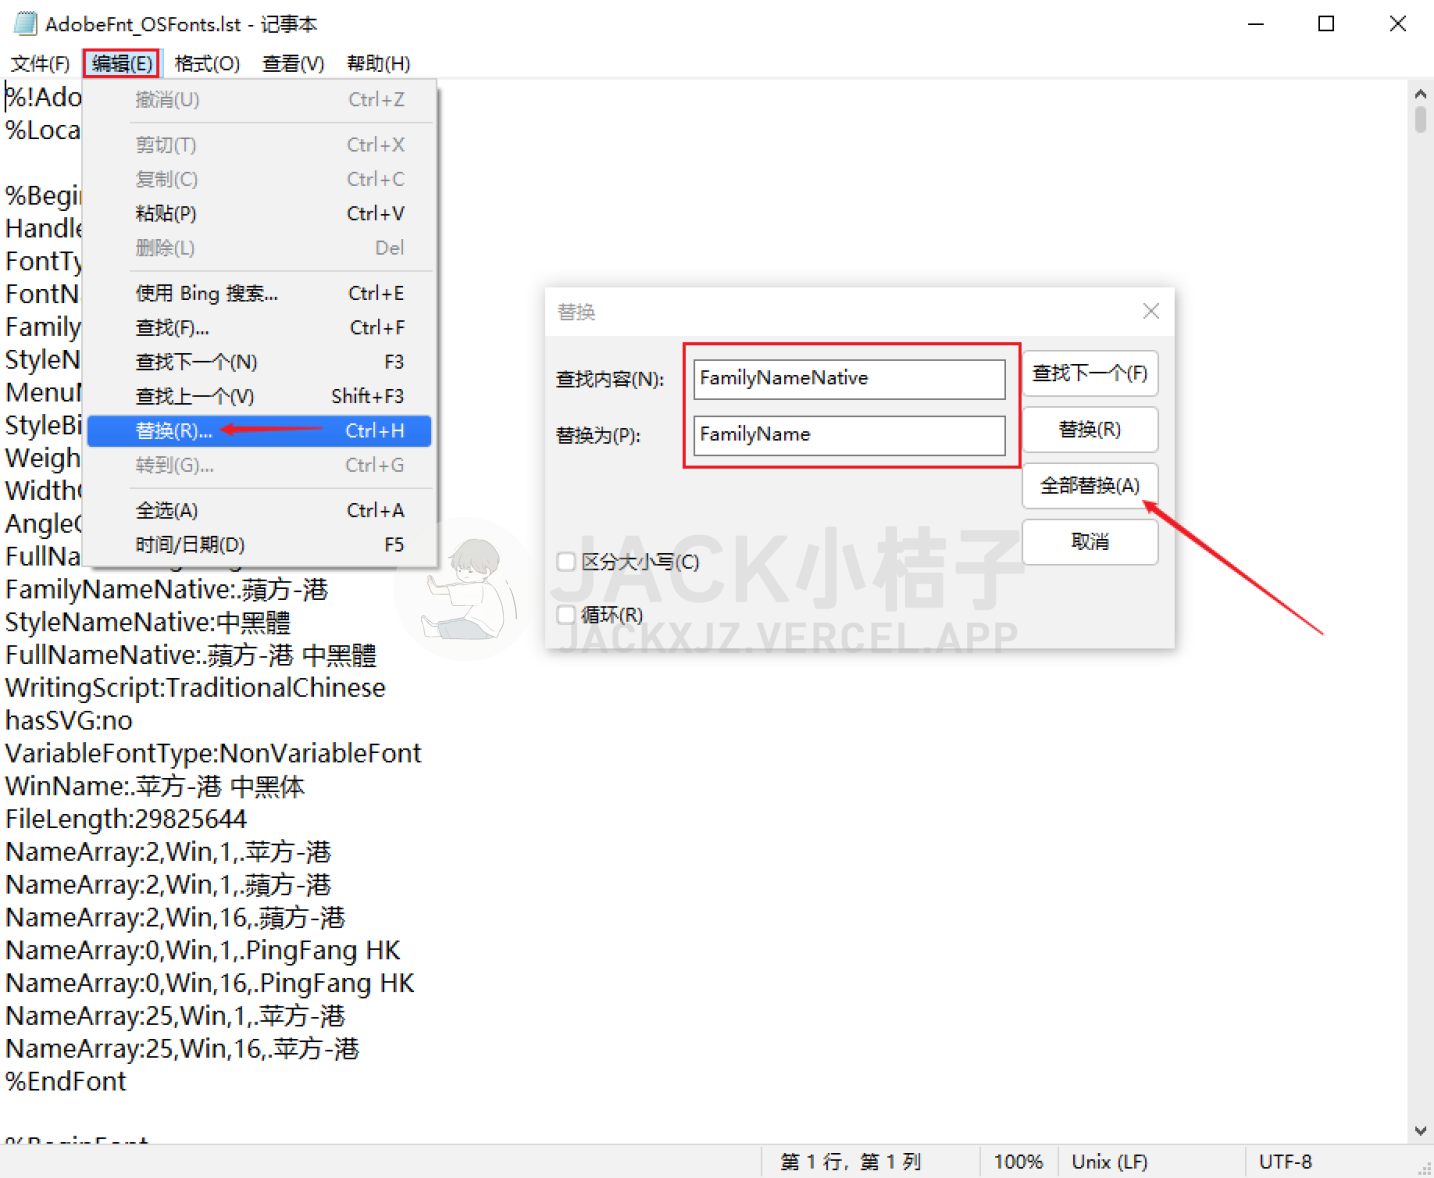 AdobeFnt_OSFonts.lst - 记事本
文件(F) 编辑(E) 格式(O) 查看(V) 帮助(H)
%!Ado
%Loca
%Begi
Handle
FontTy
FontN
Family
StyleN
Menu
StyleBi
Weigh
Width
Angle
FullNa
FamilyNameNative:.蘋方-港
StyleNameNative:中黑體
FullNameNative:.蘋方-港 中黑體
WritingScript:TraditionalChinese
hasSVG:no
VariableFontType:NonVariableFont
WinName:.苹方-港 中黑体
FileLength:29825644
NameArray:2,Win,1,.苹方-港
NameArray:2,Win,1,.蘋方-港
NameArray:2,Win,16,.蘋方-港
NameArray:0,Win,1,.PingFang HK
NameArray:0,Win,16,.PingFang HK
NameArray:25,Win,1,.苹方-港
NameArray:25,Win,16,.苹方-港
%EndFont
%BeginFont
撤消(U) Ctrl+Z
剪切(T) Ctrl+X
复制(C) Ctrl+C
粘贴(P) Ctrl+V
删除(L) Del
使用 Bing 搜索... Ctrl+E
查找(F)... Ctrl+F
查找下一个(N) F3
查找上一个(V) Shift+F3
替换(R)... Ctrl+H
转到(G)... Ctrl+G
全选(A) Ctrl+A
时间/日期(D) F5
替换
查找内容(N): FamilyNameNative 查找下一个(F)
替换为(P): FamilyName 替换(R)
全部替换(A)
取消
区分大小写(C)
循环(R)
JACK小桔子
JACKXJZ.VERCEL.APP
第 1 行，第 1 列 100% Unix (LF) UTF-8